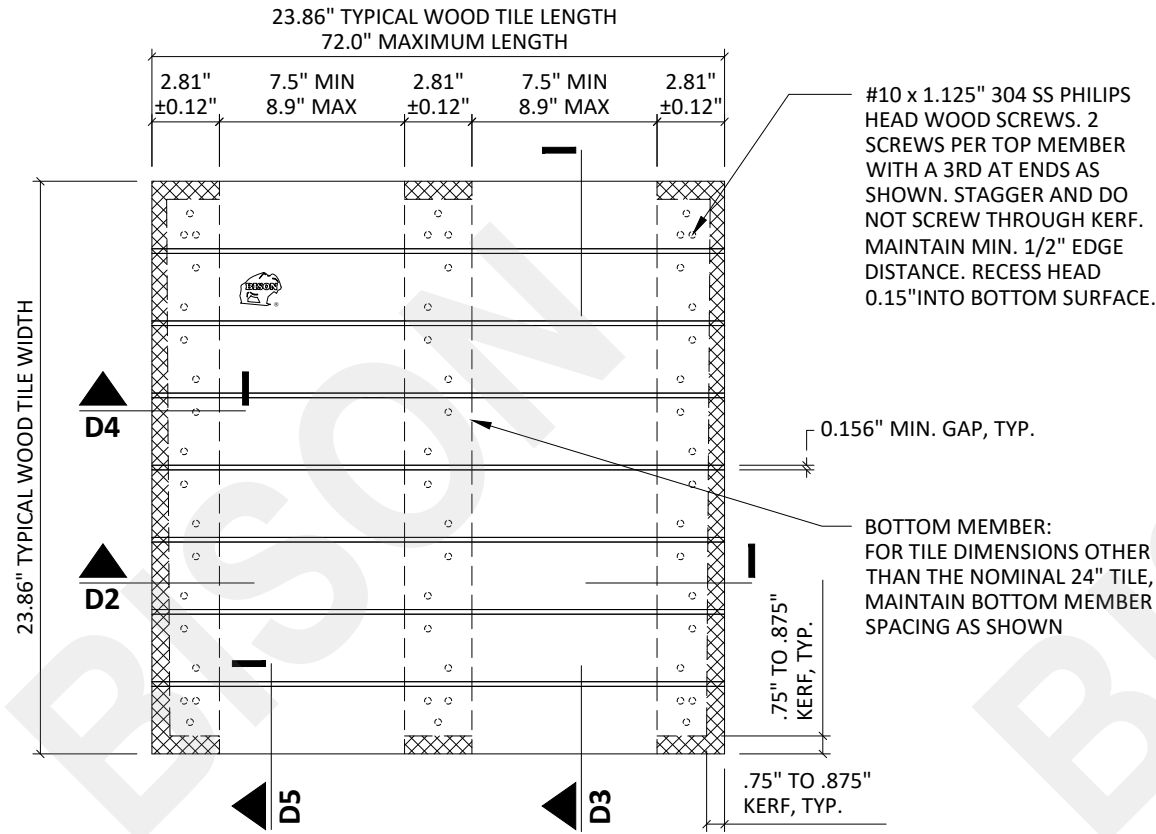 23.86" TYPICAL WOOD TILE LENGTH
72.0" MAXIMUM LENGTH
2.81"
±0.12"
7.5" MIN
8.9" MAX
2.81"
±0.12"
7.5" MIN
8.9" MAX
2.81"
±0.12"
#10 x 1.125" 304 SS PHILIPS
HEAD WOOD SCREWS. 2
SCREWS PER TOP MEMBER
WITH A 3RD AT ENDS AS
SHOWN. STAGGER AND DO
NOT SCREW THROUGH KERF.
MAINTAIN MIN. 1/2" EDGE
DISTANCE. RECESS HEAD
0.15"INTO BOTTOM SURFACE.
BISON
®
23.86" TYPICAL WOOD TILE WIDTH
D4
0.156" MIN. GAP, TYP.
BOTTOM MEMBER:
FOR TILE DIMENSIONS OTHER
THAN THE NOMINAL 24" TILE,
MAINTAIN BOTTOM MEMBER
SPACING AS SHOWN
D2
.75" TO .875"
KERF, TYP.
D5
D3
.75" TO .875"
KERF, TYP.
BISON
BI